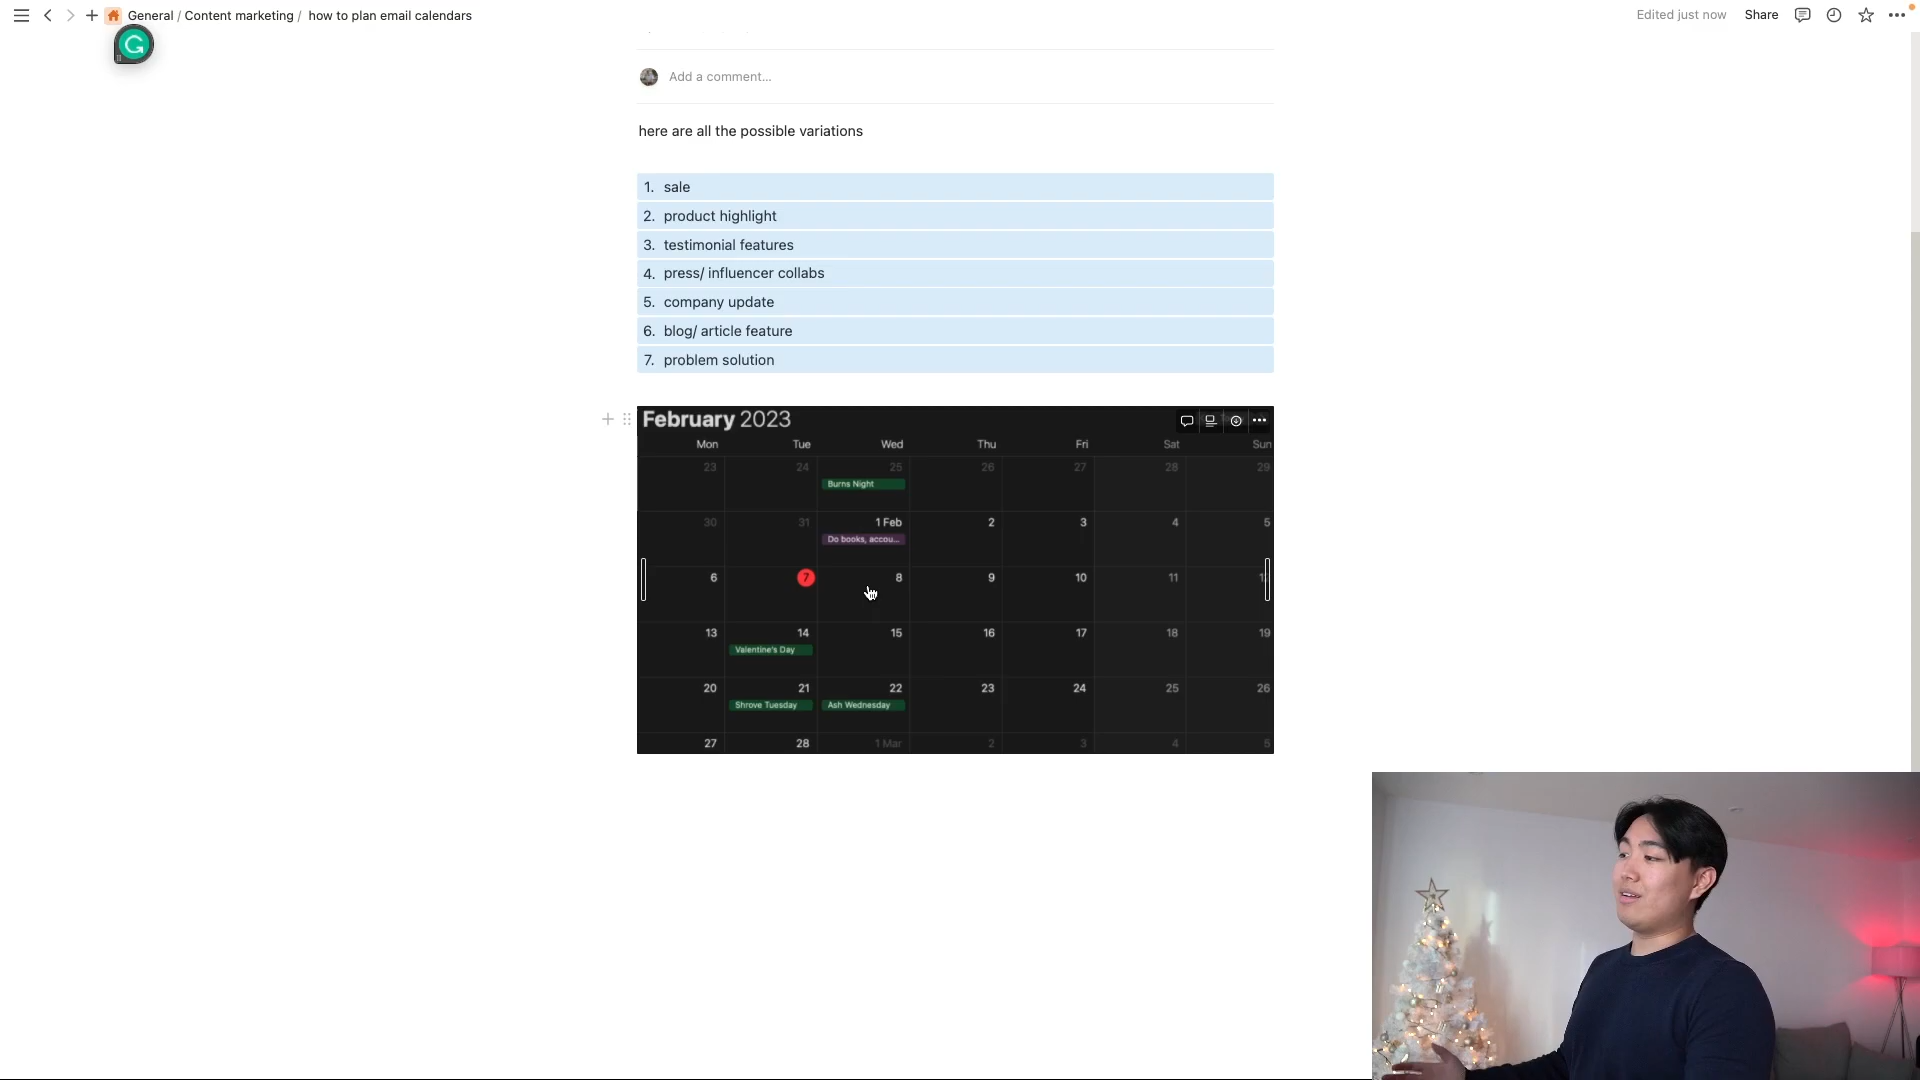 General / Content marketing / how to plan email calendars
Edited just now Share
Add a comment...
here are all the possible variations
1. sale
2. product highlight
3. testimonial features
4. press/ influencer collabs
5. company update
6. blog/ article feature
7. problem solution
February 2023
Mon Tue Wed Thu Fri Sat Sun
23 24 25 26 27 28 29
Burns Night
30 31 1 Feb 2 3 4 5
Do books, accou...
6 7 8 9 10 11
13 14 15 16 17 18 19
Valentine's Day
20 21 22 23 24 25 26
Shrove Tuesday Ash Wednesday
27 28 1 Mar 2 3 4 5